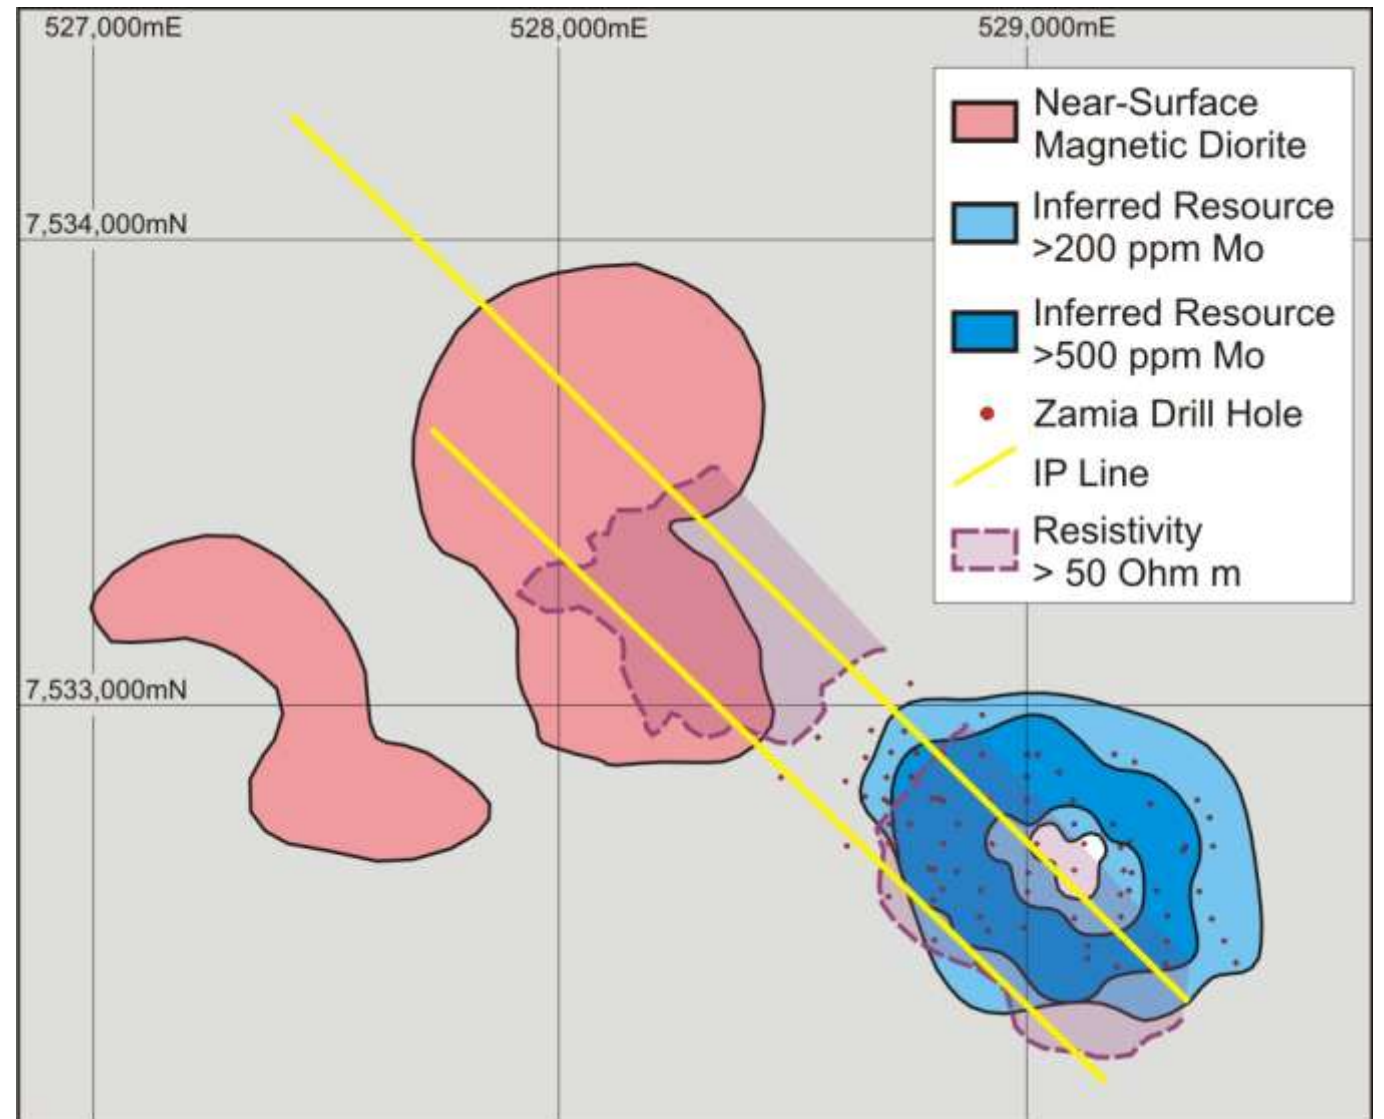 527,000mE
528,000mE
529,000mE
7,534,000mN
7,533,000mN
Near-Surface
Magnetic Diorite
Inferred Resource
>200 ppm Mo
Inferred Resource
>500 ppm Mo
Zamia Drill Hole
IP Line
Resistivity
> 50 Ohm m